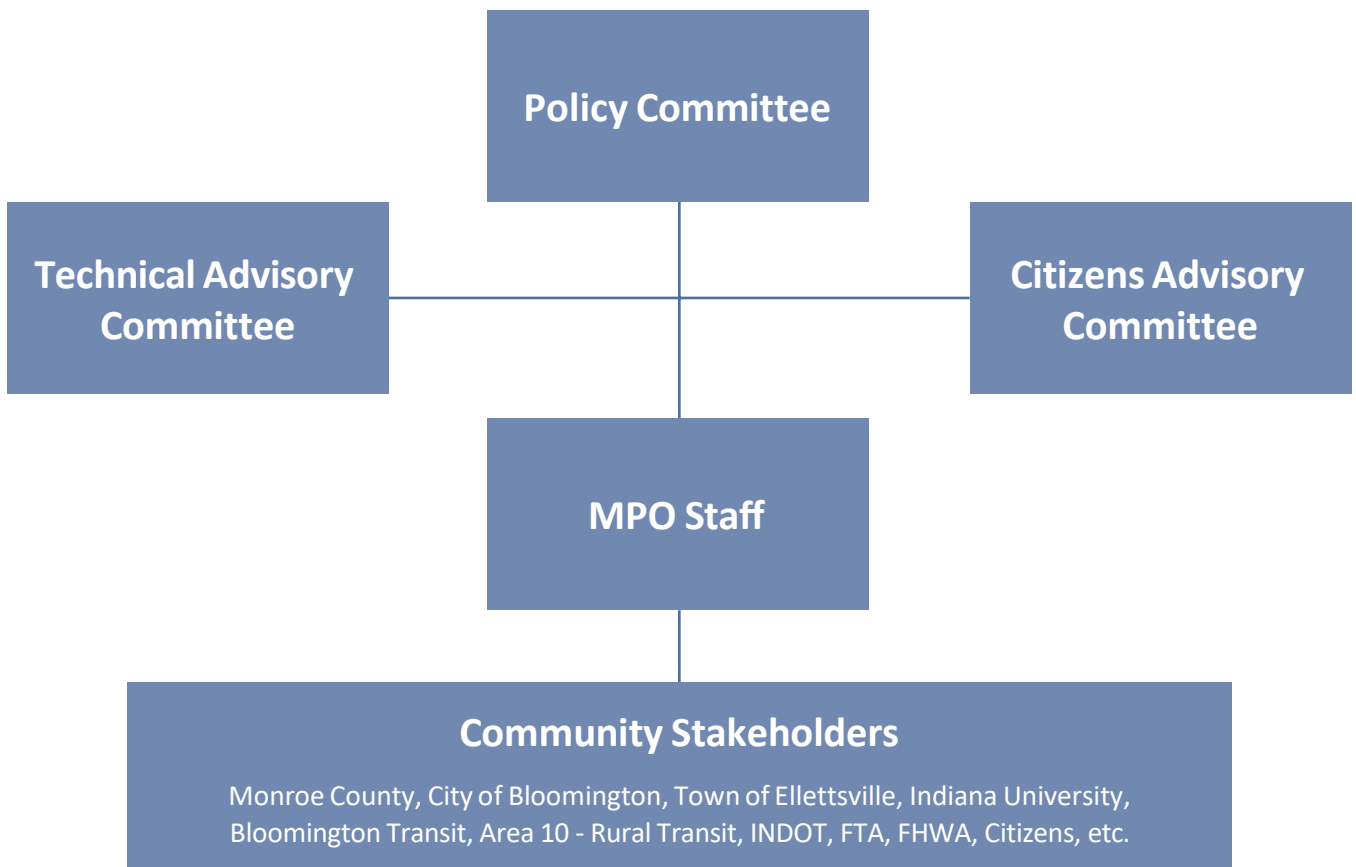 Policy Committee
Technical Advisory
Committee
Citizens Advisory
Committee
MPO Staff
Community Stakeholders
Monroe County, City of Bloomington, Town of Ellettsville, Indiana University,
Bloomington Transit, Area 10 - Rural Transit, INDOT, FTA, FHWA, Citizens, etc.